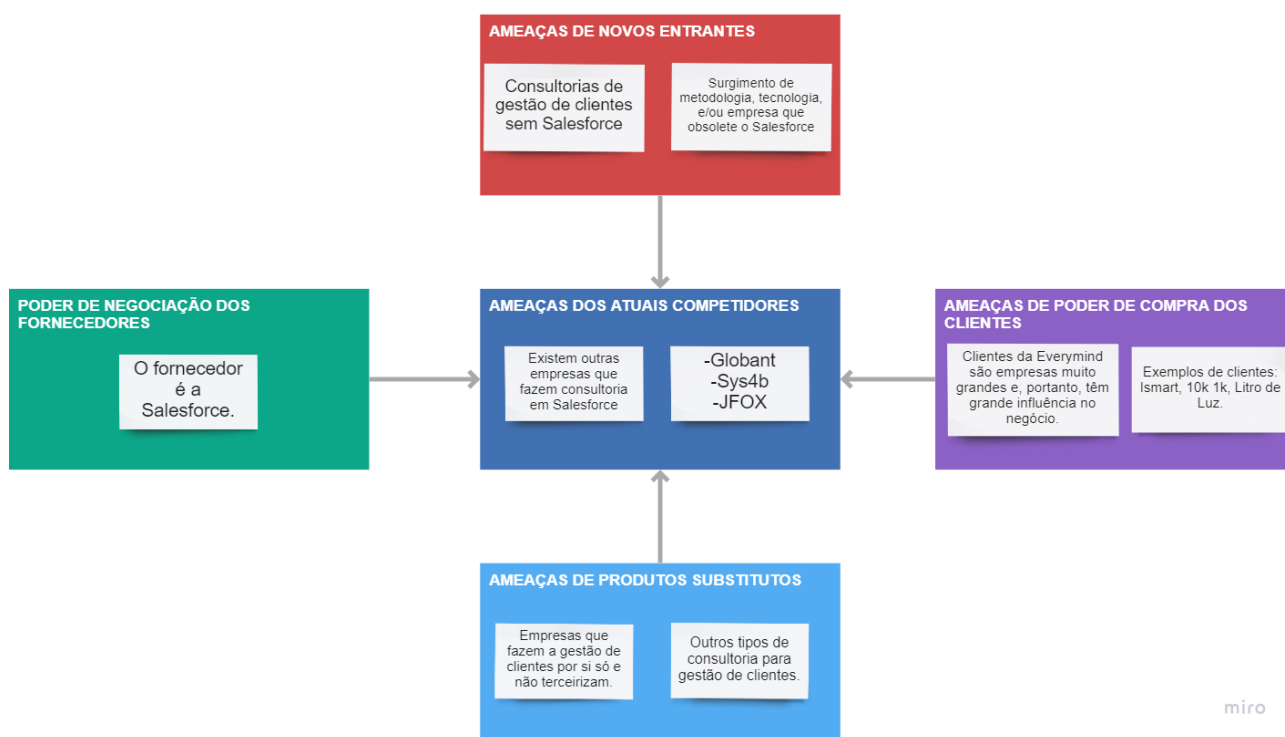 AMEAÇAS DE NOVOS ENTRANTES
Consultorias de
gestão de clientes
sem Salesforce
Surgimento de
metodologia, tecnologia,
e/ou empresa que
obsolete o Salesforce
PODER DE NEGOCIAÇÃO DOS
FORNECEDORES
O fornecedor
é a
Salesforce.
AMEAÇAS DOS ATUAIS COMPETIDORES
Existem outras
empresas que
fazem consultoria
em Salesforce
-Globant
-Sys4b
-JFOX
AMEAÇAS DE PODER DE COMPRA DOS
CLIENTES
Clientes da Everymind
são empresas muito
grandes e, portanto, têm
grande influência no
negócio.
Exemplos de clientes:
Ismart, 10k 1k, Litro de
Luz.
AMEAÇAS DE PRODUTOS SUBSTITUTOS
Empresas que
fazem a gestão de
clientes por si só e
não terceirizam.
Outros tipos de
consultoria para
gestão de clientes.
miro